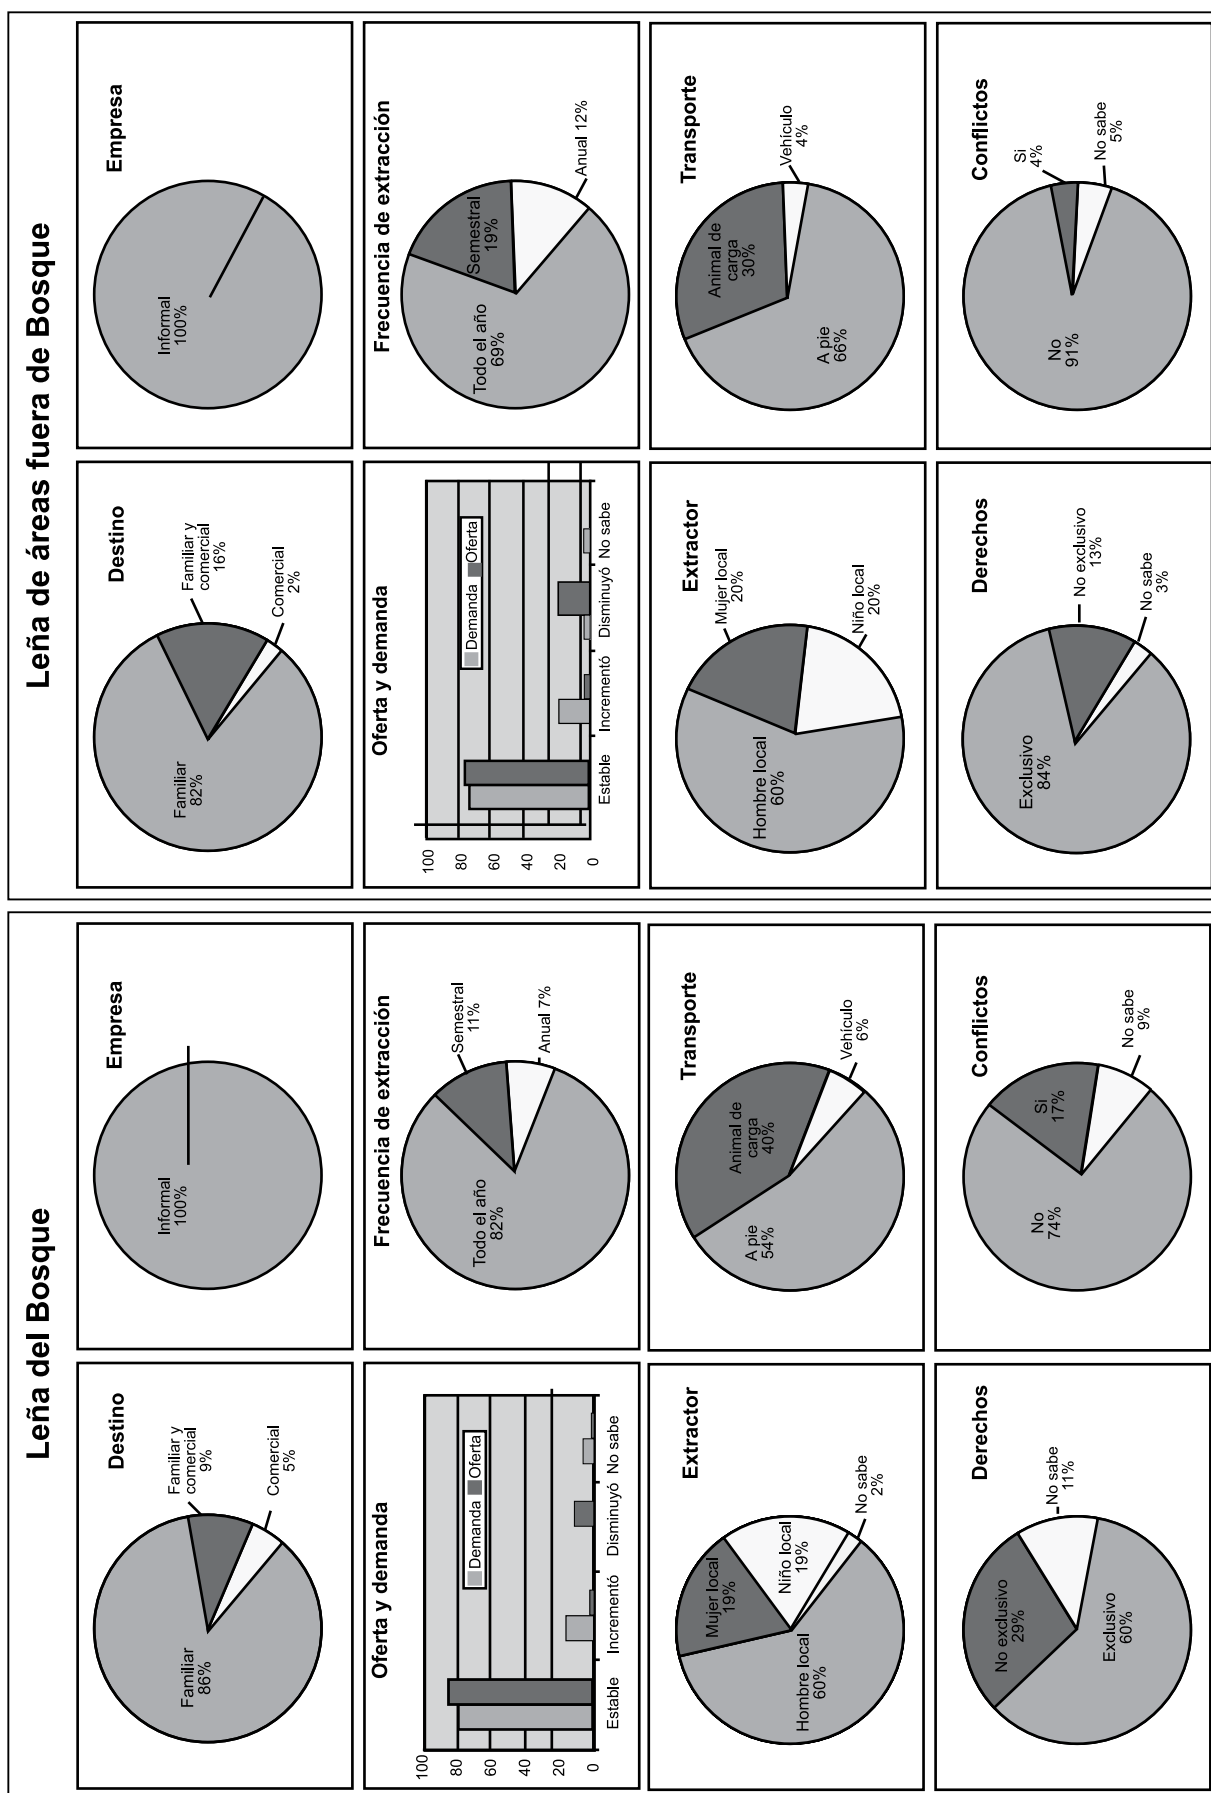 Leña del Bosque
Destino
Familiar
86%
Familiar y
comercial
9%
Comercial
5%
Empresa
Informal
100%
Oferta y demanda
100
80
60
40
20
0
Demanda
Oferta
Estable
Incrementó
Disminuyó
No sabe
Frecuencia de extracción
Todo el año
82%
Semestral
11%
Anual 7%
Extractor
Hombre local
60%
Mujer local
19%
Niño local
19%
No sabe
2%
Transporte
A pie
54%
Animal de
carga
40%
Vehículo
6%
Derechos
Exclusivo
60%
No exclusivo
29%
No sabe
11%
Conflictos
No
74%
Si
17%
No sabe
9%
Leña de áreas fuera de Bosque
Destino
Familiar
82%
Familiar y
comercial
16%
Comercial
2%
Empresa
Informal
100%
Oferta y demanda
100
80
60
40
20
0
Demanda
Oferta
Estable
Incrementó
Disminuyó
No sabe
Frecuencia de extracción
Todo el año
69%
Semestral
19%
Anual 12%
Extractor
Hombre local
60%
Mujer local
20%
Niño local
20%
Transporte
A pie
66%
Animal de
carga
30%
Vehículo
4%
Derechos
Exclusivo
84%
No exclusivo
13%
No sabe
3%
Conflictos
No
91%
Si
4%
No sabe
5%